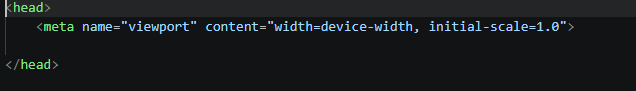 <head>
    <meta name="viewport" content="width=device-width, initial-scale=1.0">
</head>